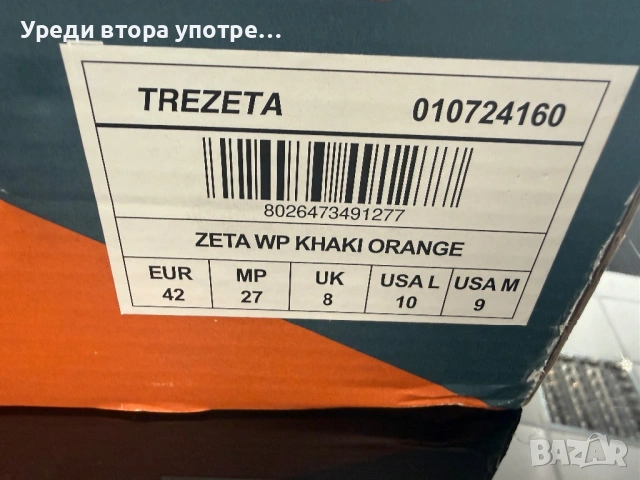 Уреди втора употре...
TREZETA 010724160
8026473491277
ZETA WP KHAKI ORANGE
EUR MP UK USA L USA M
42 27 8 10 9
BAZAR